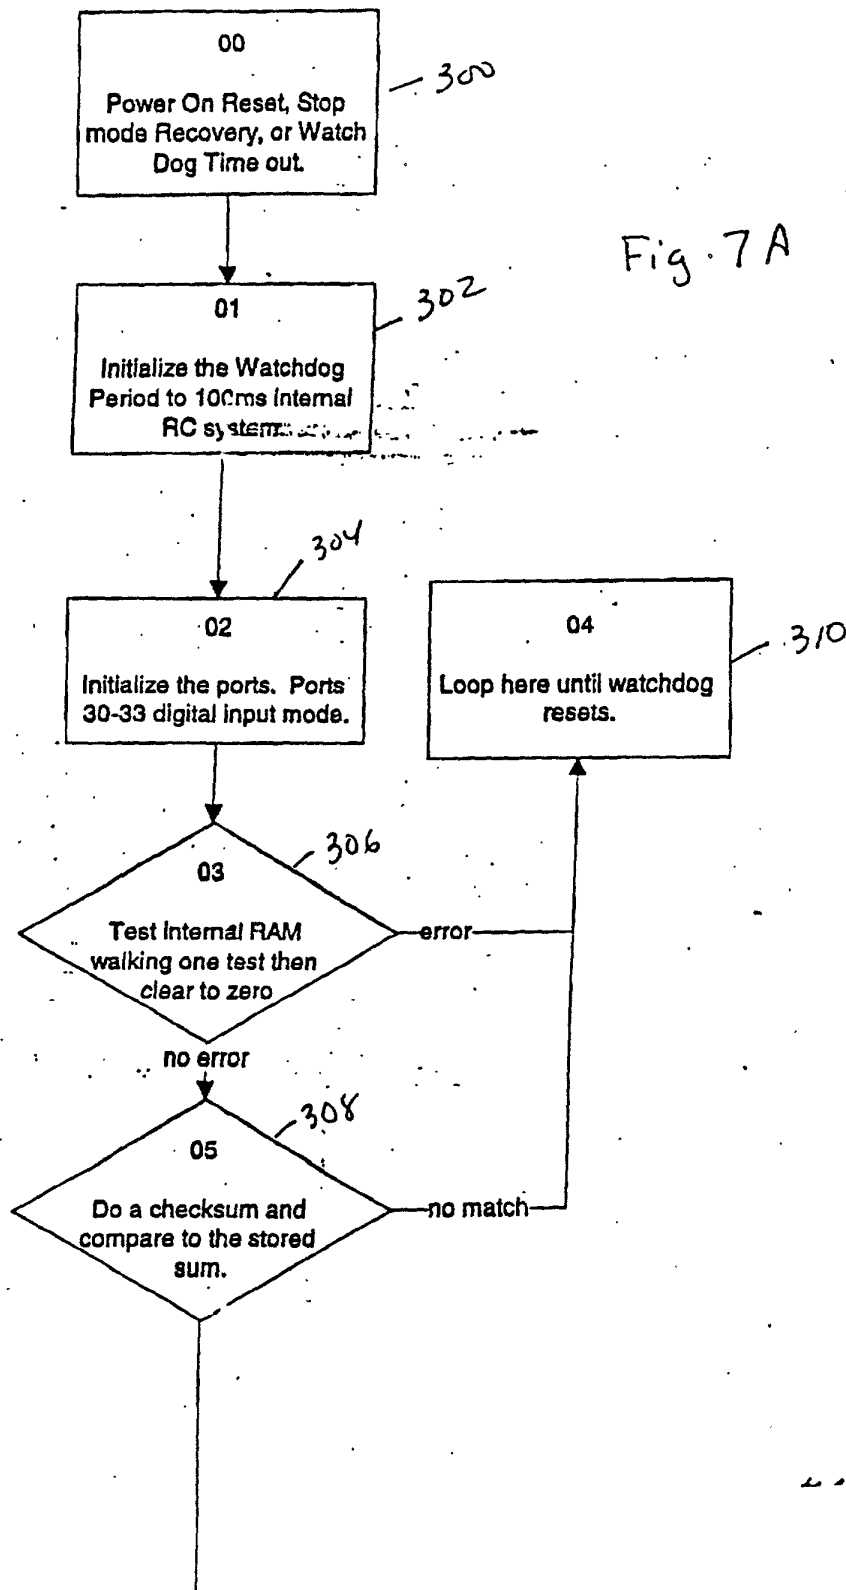 00
Power On Reset, Stop
mode Recovery, or Watch
Dog Time out.
300
Fig. 7A
01
302
Initialize the Watchdog
Period to 100ms internal
RC system.
304
02
Initialize the ports. Ports
30-33 digital input mode.
04
310
Loop here until watchdog
resets.
306
03
Test internal RAM
walking one test then
clear to zero
error
no error
308
05
Do a checksum and
compare to the stored
sum.
no match